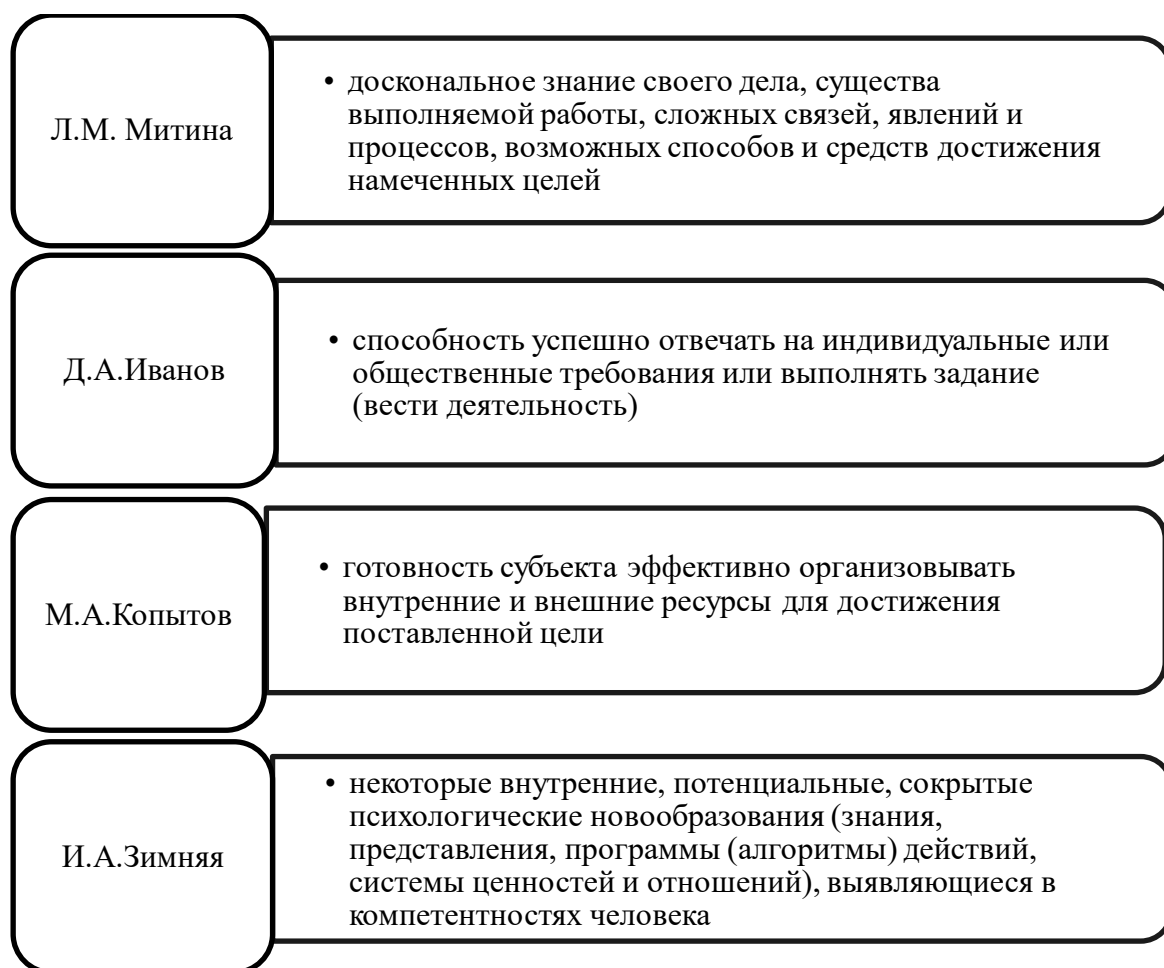 Л.М. Митина
• доскональное знание своего дела, существа
выполняемой работы, сложных связей, явлений и
процессов, возможных способов и средств достижения
намеченных целей
Д.А.Иванов
• способность успешно отвечать на индивидуальные или
общественные требования или выполнять задание
(вести деятельность)
М.А.Копытов
• готовность субъекта эффективно организовывать
внутренние и внешние ресурсы для достижения
поставленной цели
И.А.Зимняя
• некоторые внутренние, потенциальные, сокрытые
психологические новообразования (знания,
представления, программы (алгоритмы) действий,
системы ценностей и отношений), выявляющиеся в
компетентностях человека